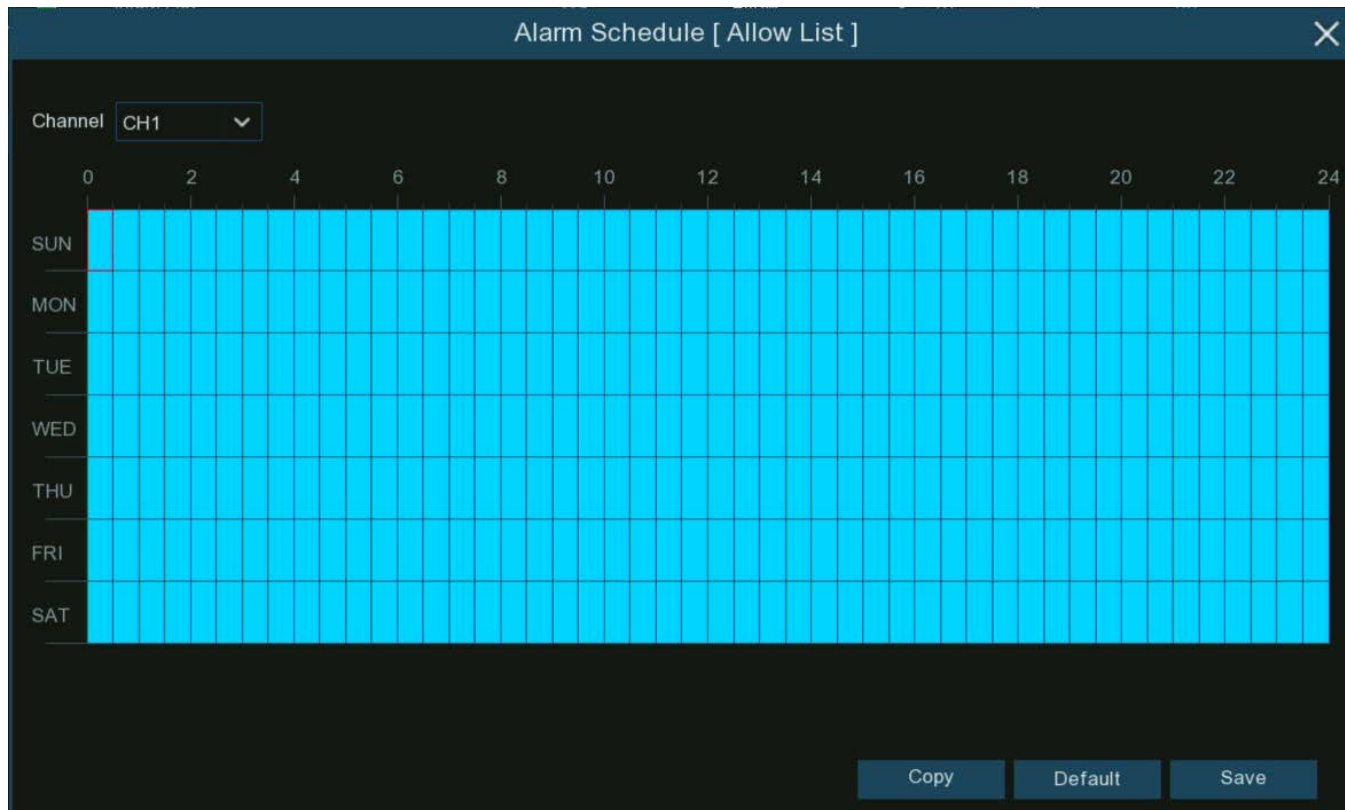 Alarm Schedule [ Allow List ]
Channel CH1
0 2 4 6 8 10 12 14 16 18 20 22 24
SUN
MON
TUE
WED
THU
FRI
SAT
Copy Default Save